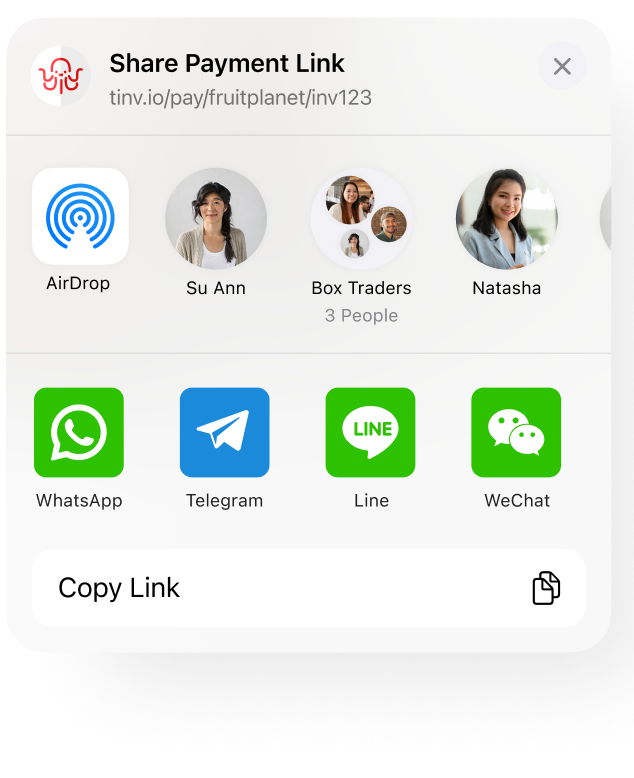 Share Payment Link
tinv.io/pay/fruitplanet/inv123
AirDrop
Su Ann
Box Traders
3 People
Natasha
LINE
WhatsApp
Telegram
Line
WeChat
Copy Link